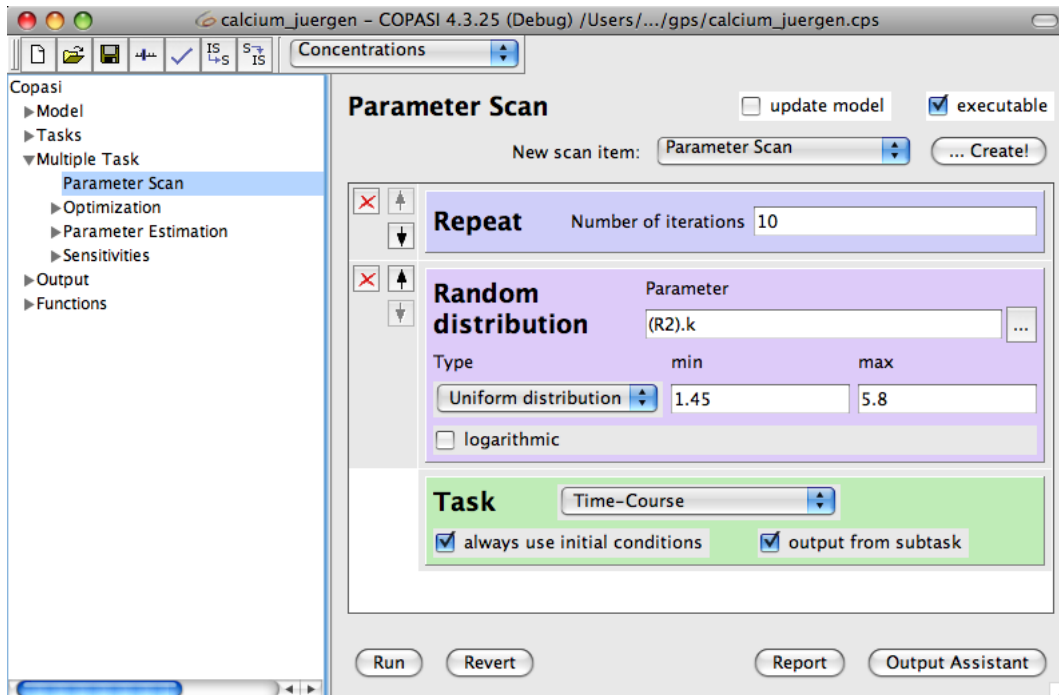 calcium_juergen – COPASI 4.3.25 (Debug) /Users/.../gps/calcium_juergen.cps
IS
↳S
S
IS
Concentrations
Copasi
Model
Tasks
Multiple Task
Parameter Scan
Optimization
Parameter Estimation
Sensitivities
Output
Functions
Parameter Scan
update model
executable
New scan item:
Parameter Scan
... Create!
Repeat
Number of iterations
10
Random
distribution
Parameter
(R2).k
...
Type
min
max
Uniform distribution
1.45
5.8
logarithmic
Task
Time-Course
always use initial conditions
output from subtask
Run
Revert
Report
Output Assistant